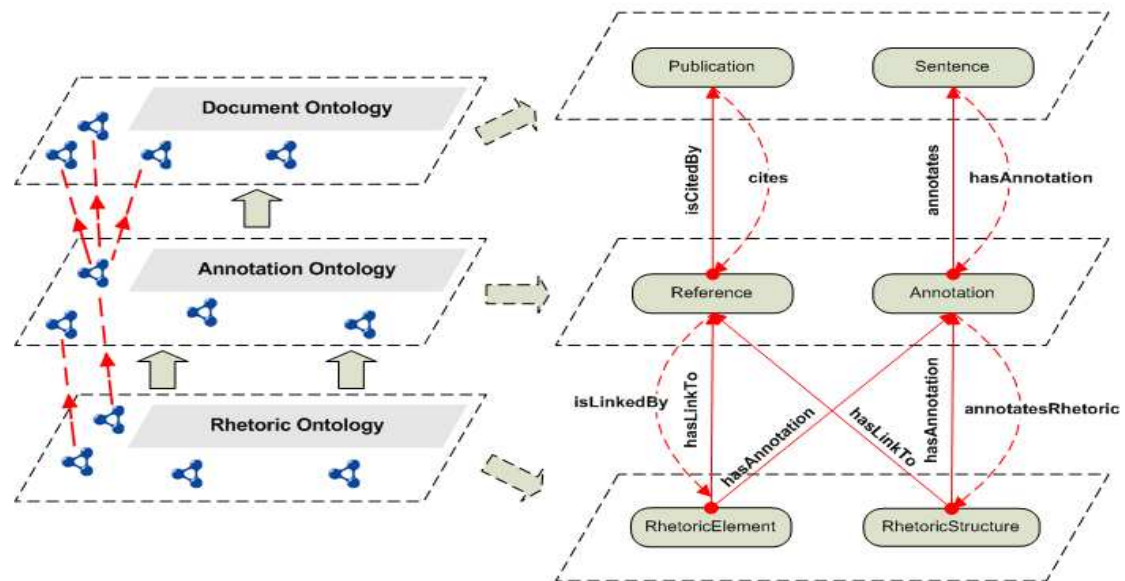 Document Ontology
Annotation Ontology
Rhetoric Ontology
Publication
Sentence
isCitedBy
cites
annotates
hasAnnotation
Reference
Annotation
isLinkedBy
hasLinkTo
hasAnnotation
hasLinkTo
hasAnnotation
annotatesRhetoric
RhetoricElement
RhetoricStructure